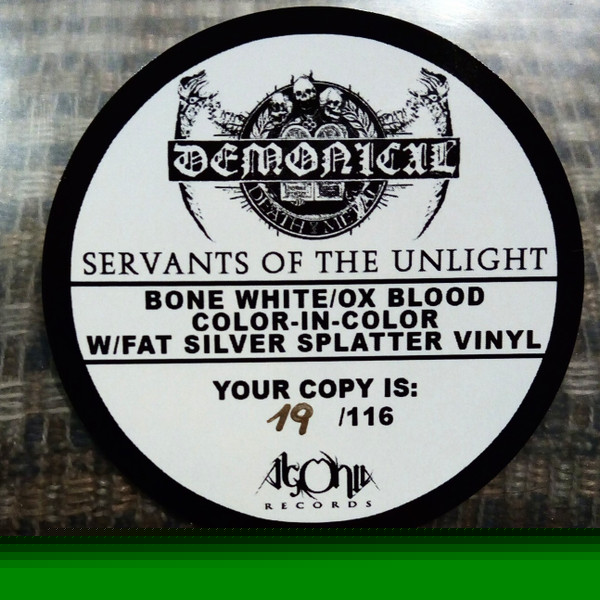 DEMONICAL
DEATH METAL
SERVANTS OF THE UNLIGHT
BONE WHITE/OX BLOOD
COLOR-IN-COLOR
W/FAT SILVER SPLATTER VINYL
YOUR COPY IS:
19 /116
Agonia
RECORDS